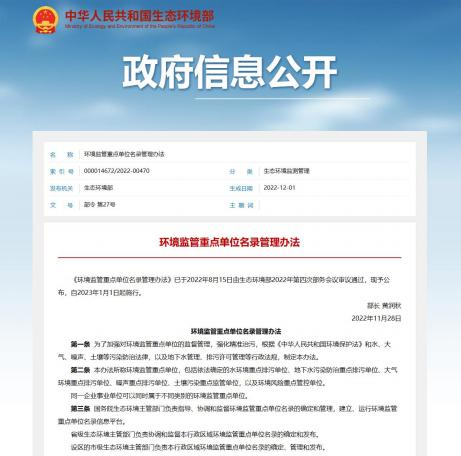 中华人民共和国生态环境部
Ministry of Ecology and Environment of the People's Republic of China
政府信息公开
名 称 环境监管重点单位名录管理办法
索 引 号 000014672/2022-00470 分 类 生态环境监测管理
发布机关 生态环境部 生成日期 2022-12-01
文 号 部令 第27号 主 题 词
环境监管重点单位名录管理办法
《环境监管重点单位名录管理办法》已于2022年8月15日由生态环境部2022年第四次部务会议审议通过，现予公
布，自2023年1月1日起施行。
部长 黄润秋
2022年11月28日
环境监管重点单位名录管理办法
第一条 为了加强对环境监管重点单位的监督管理，强化精准治污，根据《中华人民共和国环境保护法》和水、大
气、噪声、土壤等污染防治法律，以及地下水管理、排污许可管理等行政法规，制定本办法。
第二条 本办法所称环境监管重点单位，包括依法确定的水环境重点排污单位、地下水污染防治重点排污单位、大气
环境重点排污单位、噪声重点排污单位、土壤污染重点监管单位，以及环境风险重点管控单位。
同一企业事业单位可以同时属于不同类别的环境监管重点单位。
第三条 国务院生态环境主管部门负责指导、协调和监督环境监管重点单位名录的确定和管理，建立、运行环境监管
重点单位名录信息平台。
省级生态环境主管部门负责协调和监督本行政区域环境监管重点单位名录的确定和发布。
设区的市级生态环境主管部门负责本行政区域环境监管重点单位名录的确定、管理和发布。